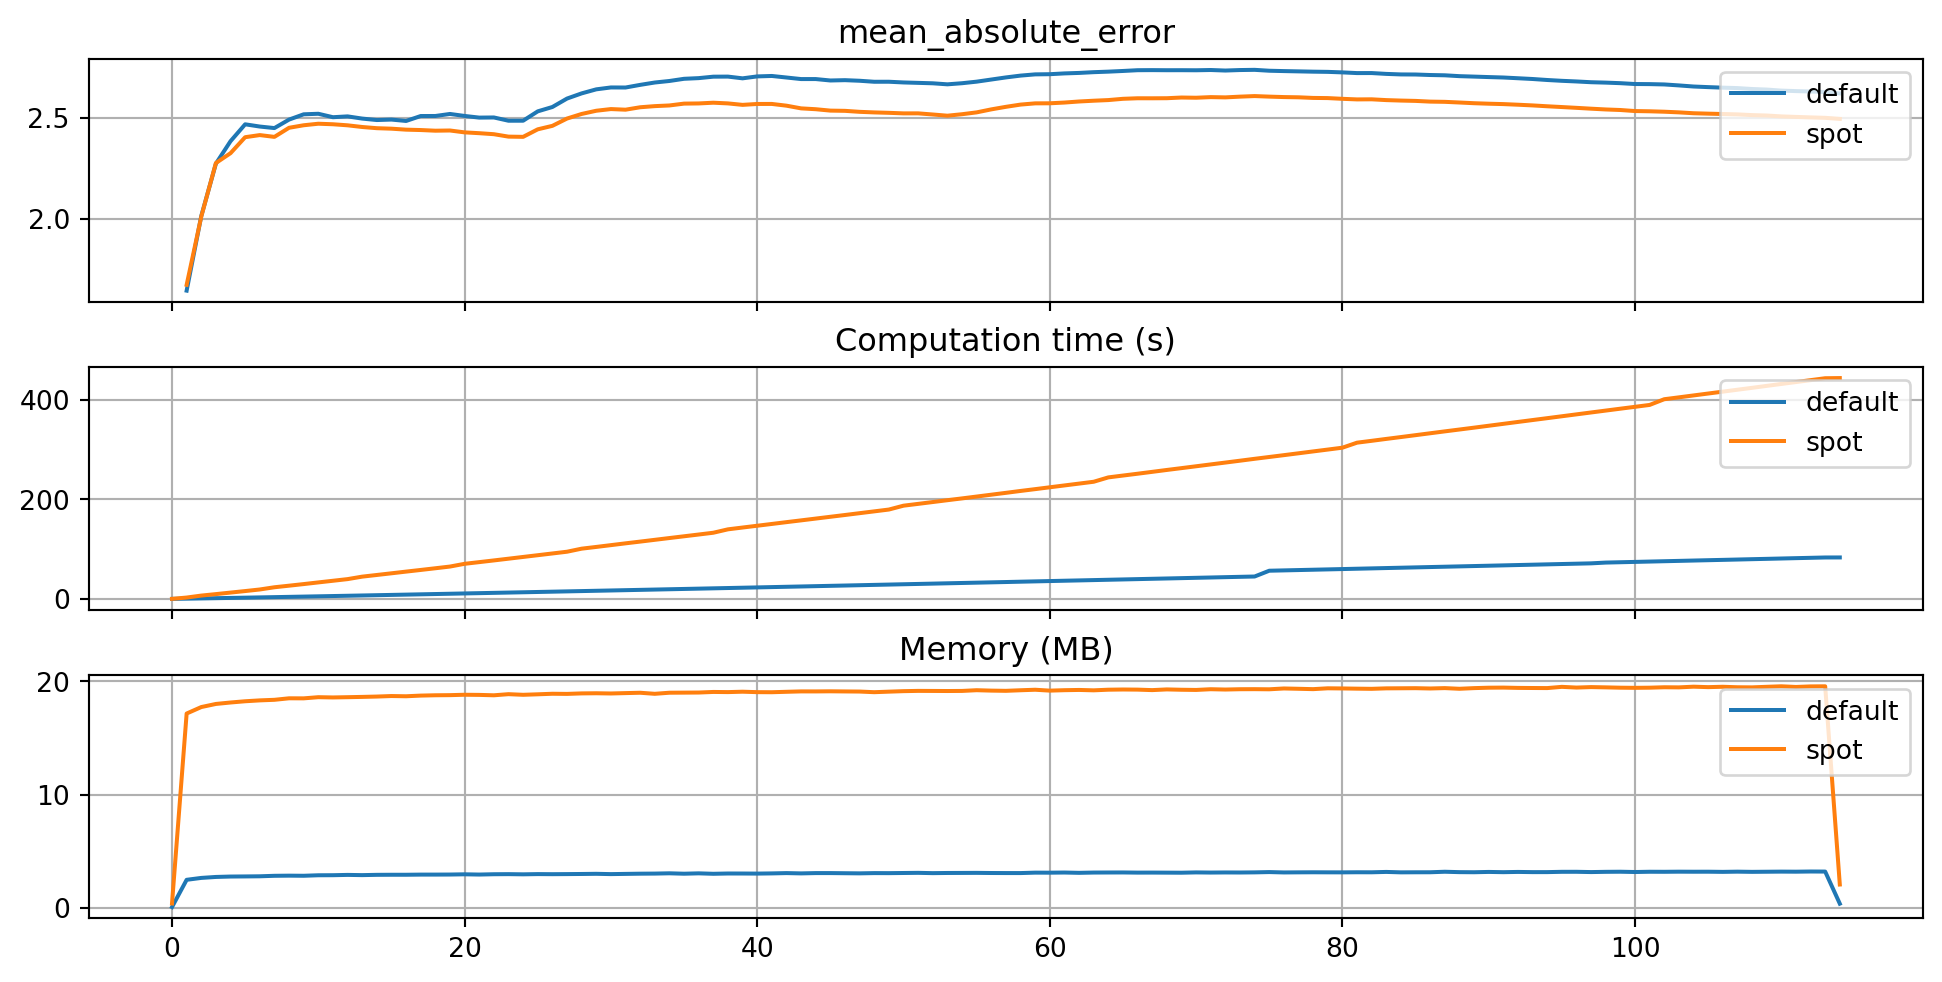 mean_absolute_error
2.5
2.0
default
spot
Computation time (s)
400
200
0
default
spot
Memory (MB)
20
10
0
default
spot
0 20 40 60 80 100